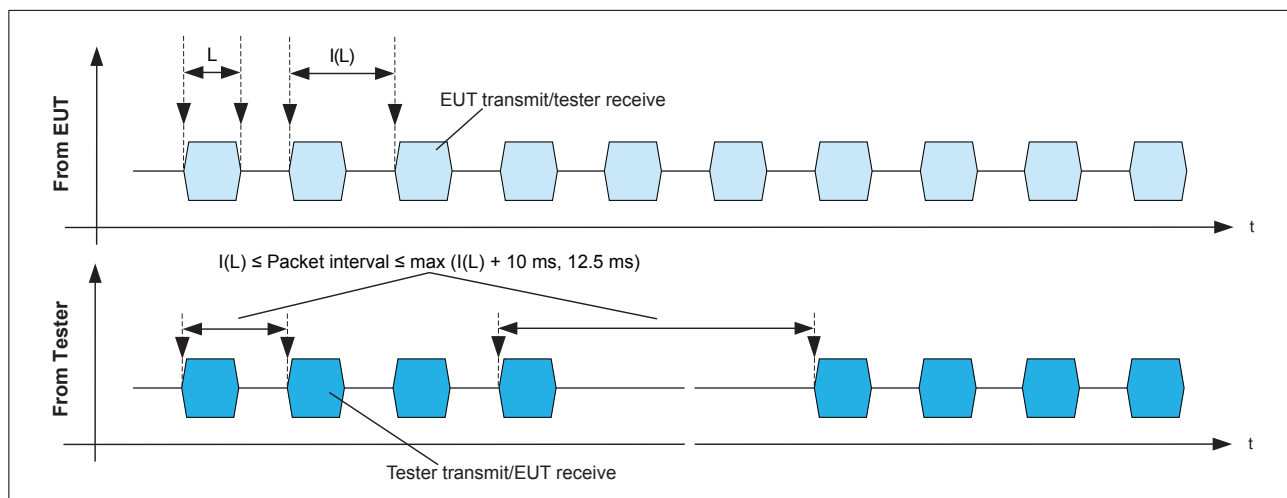 L
I(L)
EUT transmit/tester receive
From EUT
t
I(L) ≤ Packet interval ≤ max (I(L) + 10 ms, 12.5 ms)
From Tester
t
Tester transmit/EUT receive